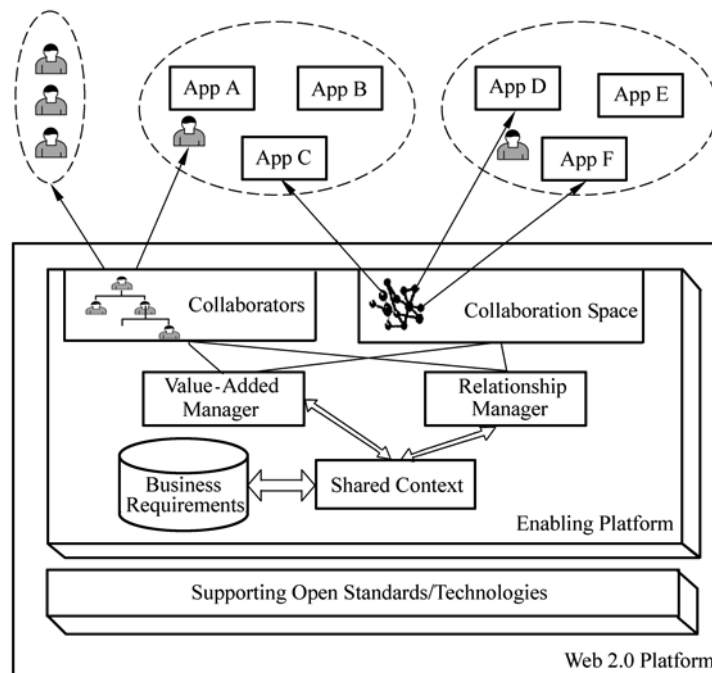 App A
App B
App C
App D
App E
App F
Collaborators
Collaboration Space
Value-Added
Manager
Relationship
Manager
Business
Requirements
Shared Context
Enabling Platform
Supporting Open Standards/Technologies
Web 2.0 Platform